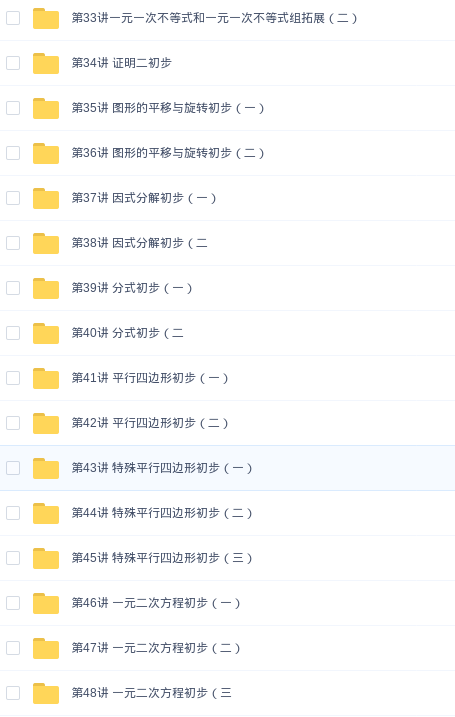 第33讲一元一次不等式和一元一次不等式组拓展（二）
第34讲 证明二初步
第35讲 图形的平移与旋转初步（一）
第36讲 图形的平移与旋转初步（二）
第37讲 因式分解初步（一）
第38讲 因式分解初步（二
第39讲 分式初步（一）
第40讲 分式初步（二
第41讲 平行四边形初步（一）
第42讲 平行四边形初步（二）
第43讲 特殊平行四边形初步（一）
第44讲 特殊平行四边形初步（二）
第45讲 特殊平行四边形初步（三）
第46讲 一元二次方程初步（一）
第47讲 一元二次方程初步（二）
第48讲 一元二次方程初步（三